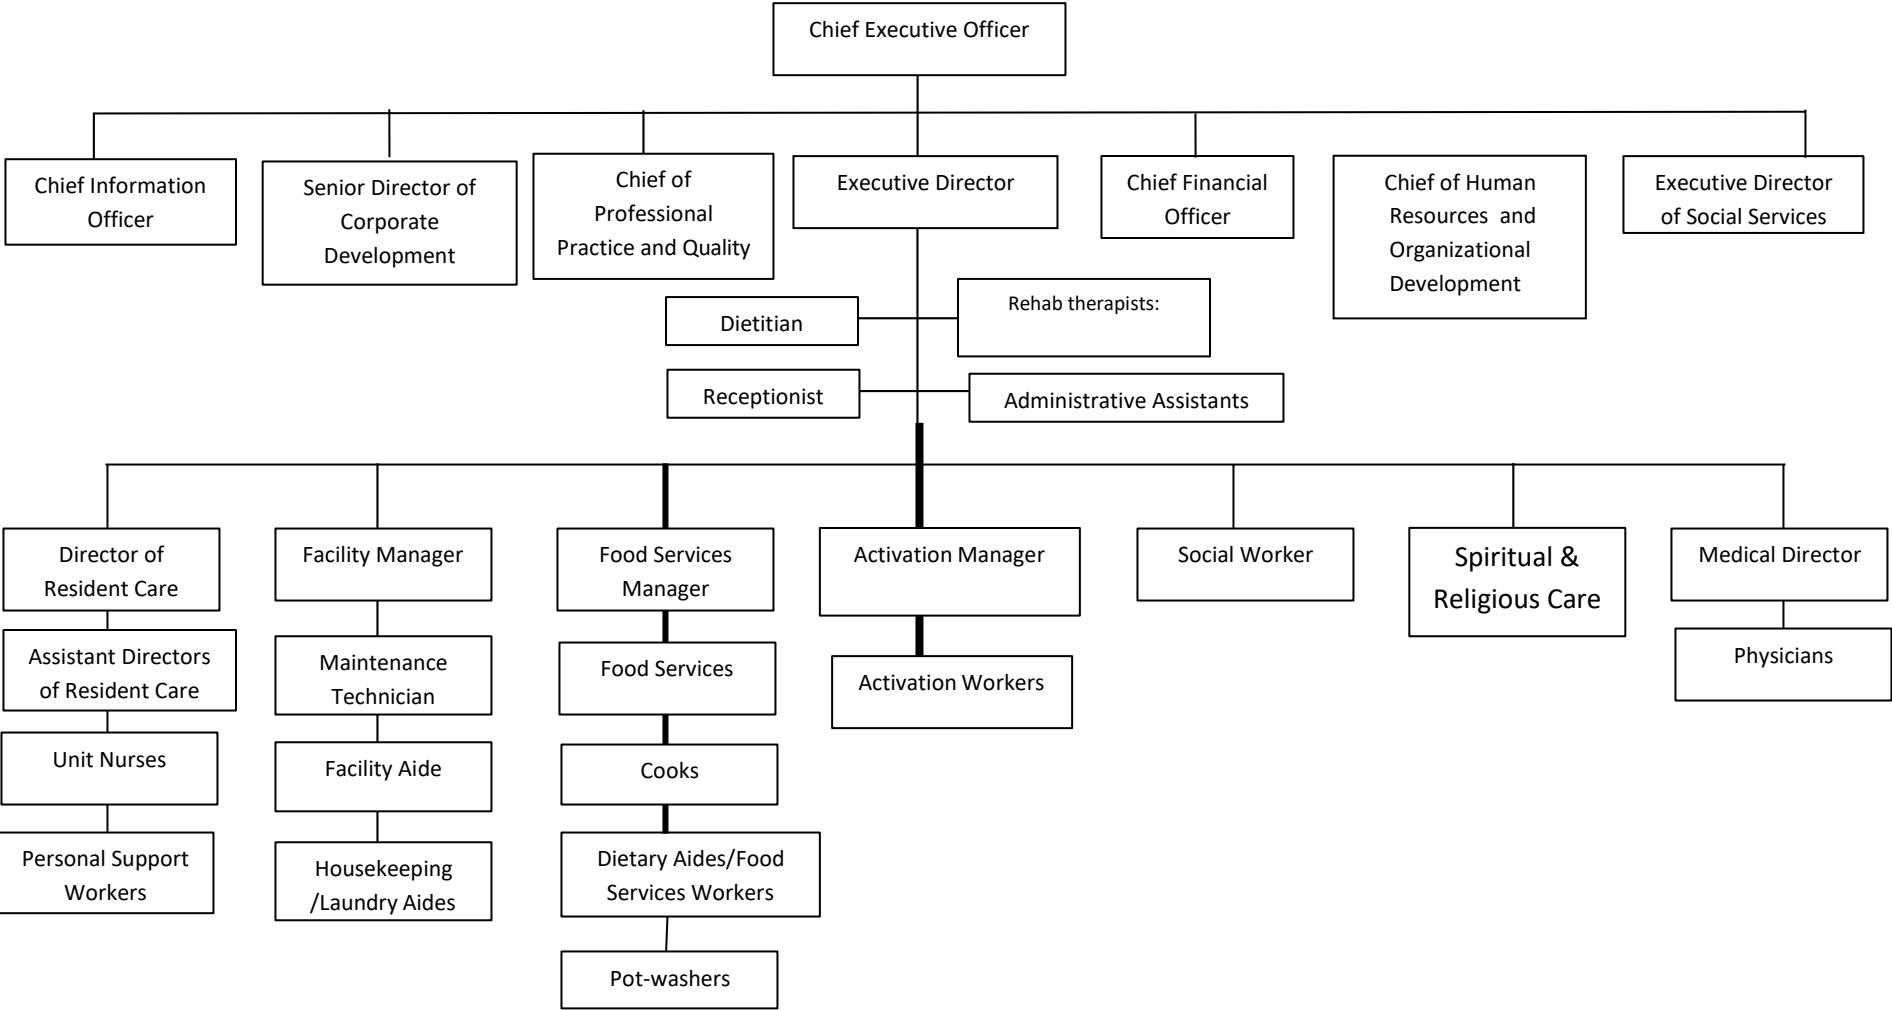 Chief Executive Officer
Chief Information
Officer
Senior Director of
Corporate
Development
Chief of
Professional
Practice and Quality
Executive Director
Chief Financial
Officer
Chief of Human
Resources and
Organizational
Development
Executive Director
of Social Services
Dietitian
Rehab therapists:
Receptionist
Administrative Assistants
Director of
Resident Care
Facility Manager
Food Services
Manager
Activation Manager
Social Worker
Spiritual &
Religious Care
Medical Director
Assistant Directors
of Resident Care
Maintenance
Technician
Food Services
Activation Workers
Physicians
Unit Nurses
Facility Aide
Cooks
Personal Support
Workers
Housekeeping
/Laundry Aides
Dietary Aides/Food
Services Workers
Pot-washers